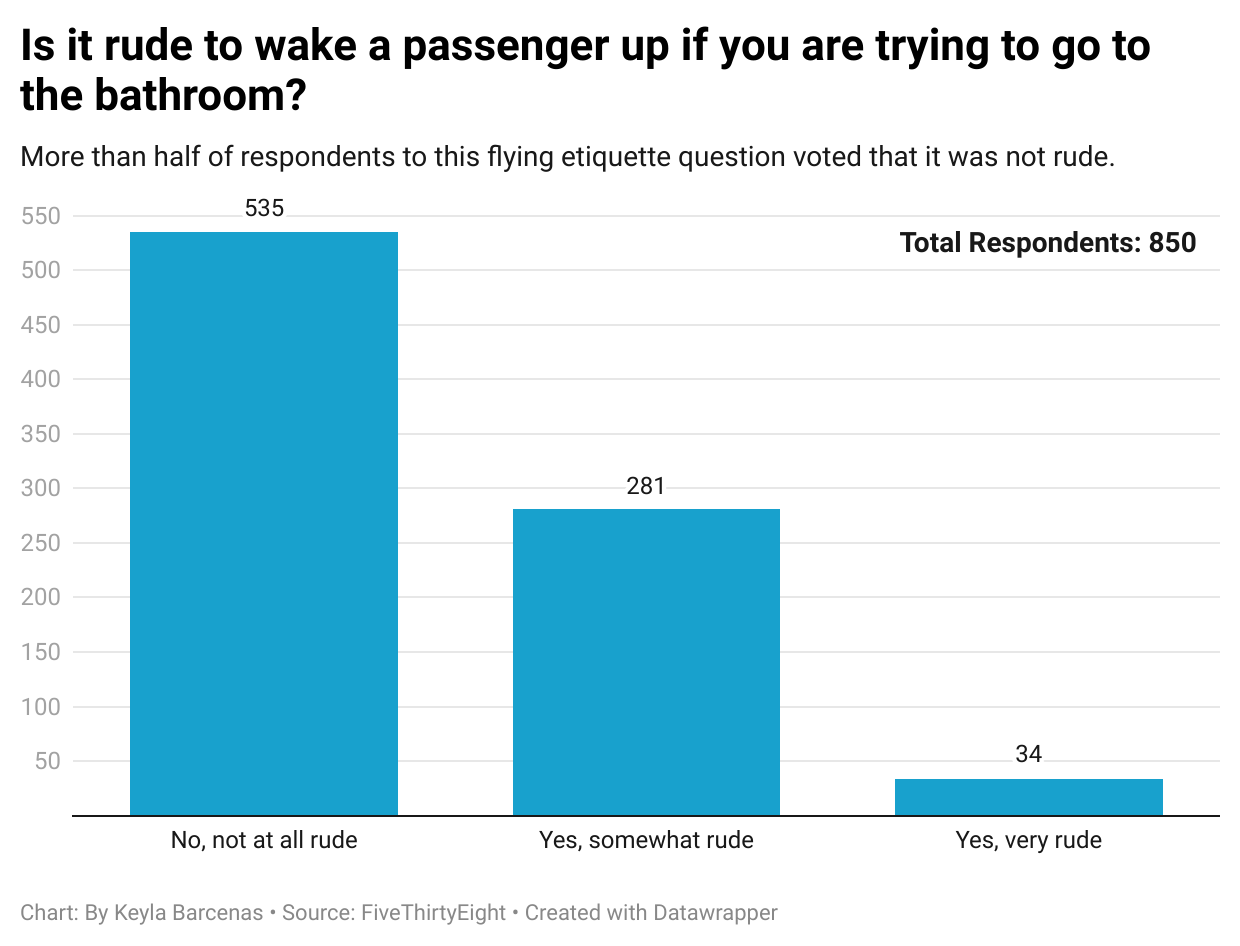 Is it rude to wake a passenger up if you are trying to go to
the bathroom?
More than half of respondents to this flying etiquette question voted that it was not rude.
550
535
Total Respondents: 850
500
450
400
350
300
281
250
200
150
100
50
34
No, not at all rude
Yes, somewhat rude
Yes, very rude
Chart: By Keyla Barcenas • Source: FiveThirtyEight • Created with Datawrapper